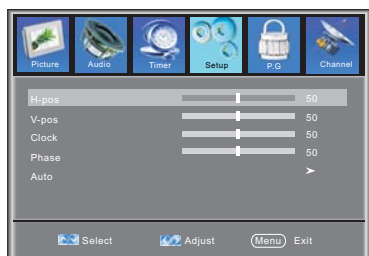 Picture Audio Timer Setup P.G Channel
H-pos 50
V-pos 50
Clock 50
Phase 50
Auto
Select Adjust Menu Exit